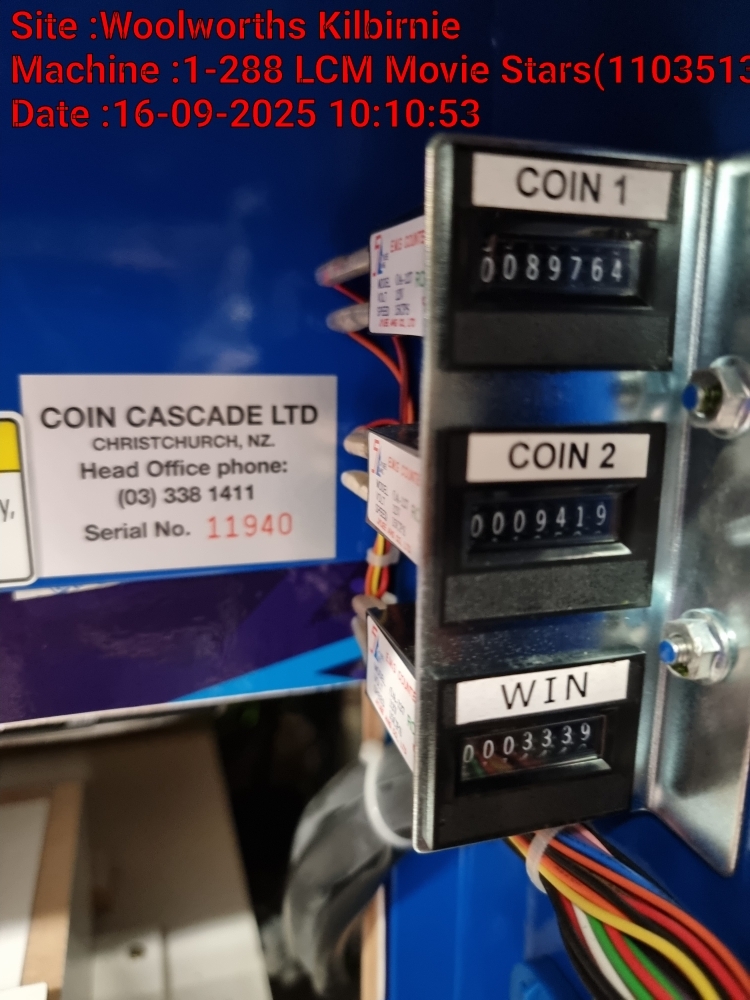 Site :Woolworths Kilbirnie
Machine :1-288 LCM Movie Stars(1103513
Date :16-09-2025 10:10:53
COIN 1
0089764
COIN CASCADE LTD
CHRISTCHURCH, NZ.
Head Office phone:
(03) 338 1411
Serial No. 11940
COIN 2
0009419
WIN
0003339